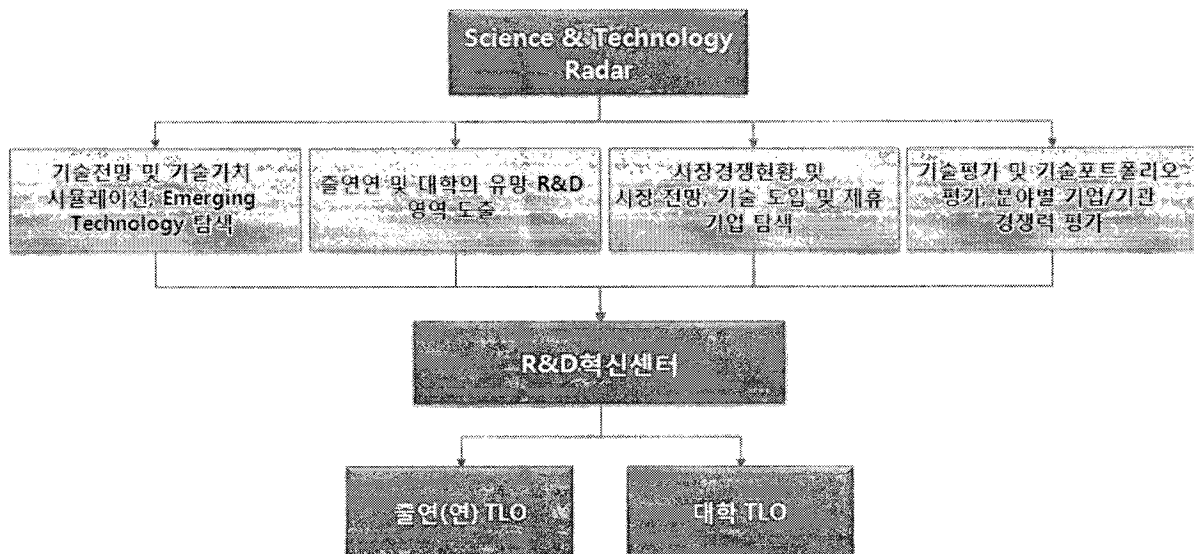 Science & Technology
Radar
기술전망 및 기술가치
시뮬레이션, Emerging
Technology 탐색
출연연 및 대학의 유망 R&D
영역 도출
시장경쟁현황 및
시장 전망, 기술 도입 및 제휴
기업 탐색
기술평가 및 기술포트폴리오
평가, 분야별 기업/기관
경쟁력 평가
R&D혁신센터
출연(연) TLO
대학 TLO